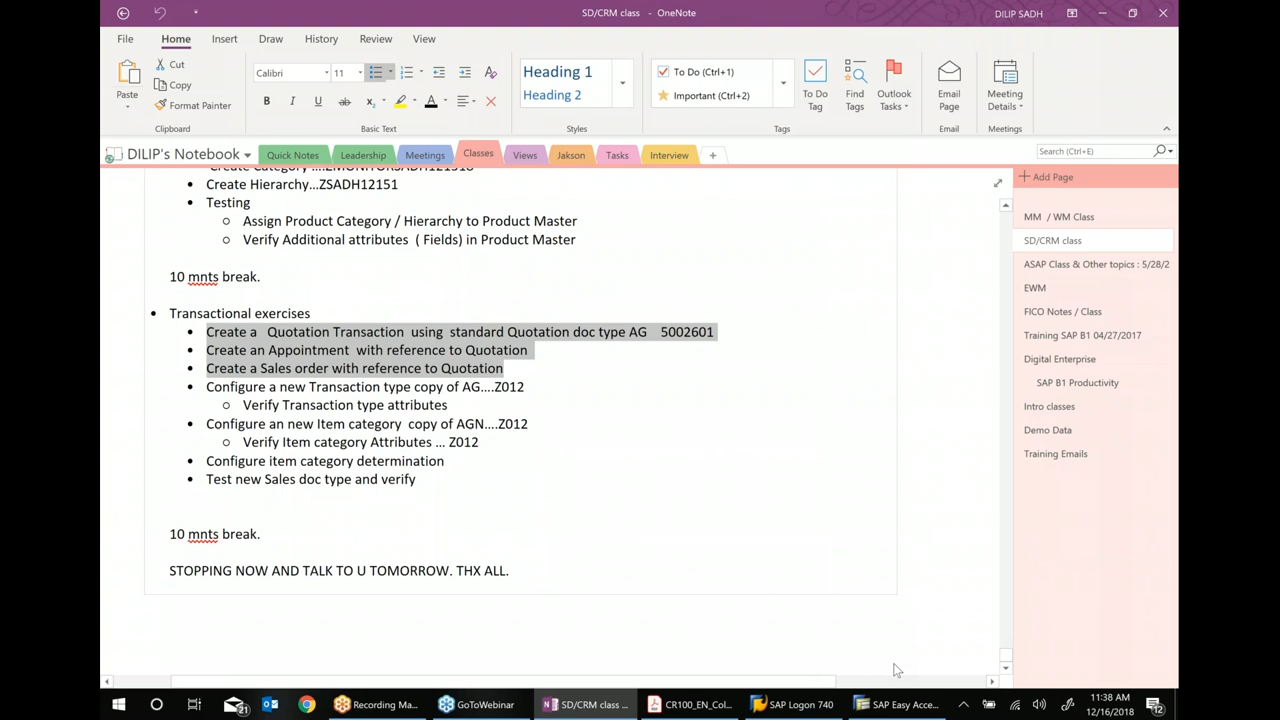 SD/CRM class - OneNote
DILIP SADH
File Home Insert Draw History Review View
Paste
Cut
Copy
Format Painter
Clipboard
Calibri 11
B I U ab x₂ A
Basic Text
Heading 1
Heading 2
Styles
To Do (Ctrl+1)
Important (Ctrl+2)
To Do Tag
Find Tags
Outlook Tasks
Tags
Email Page
Email
Meeting Details
Meetings
DILIP's Notebook Quick Notes Leadership Meetings Classes Views Jakson Tasks Interview
Search (Ctrl+E)
Create Hierarchy...ZSADH12151
Testing
Assign Product Category / Hierarchy to Product Master
Verify Additional attributes ( Fields) in Product Master
10 mnts break.
Transactional exercises
Create a Quotation Transaction using standard Quotation doc type AG 5002601
Create an Appointment with reference to Quotation
Create a Sales order with reference to Quotation
Configure a new Transaction type copy of AG....Z012
Verify Transaction type attributes
Configure an new Item category copy of AGN....Z012
Verify Item category Attributes ... Z012
Configure item category determination
Test new Sales doc type and verify
10 mnts break.
STOPPING NOW AND TALK TO U TOMORROW. THX ALL.
Add Page
MM / WM Class
SD/CRM class
ASAP Class & Other topics : 5/28/2
EWM
FICO Notes / Class
Training SAP B1 04/27/2017
Digital Enterprise
SAP B1 Productivity
Intro classes
Demo Data
Training Emails
21
Recording Ma...
GoToWebinar
SD/CRM class ...
CR100_EN_Col...
SAP Logon 740
SAP Easy Acce...
11:38 AM
12/16/2018
12